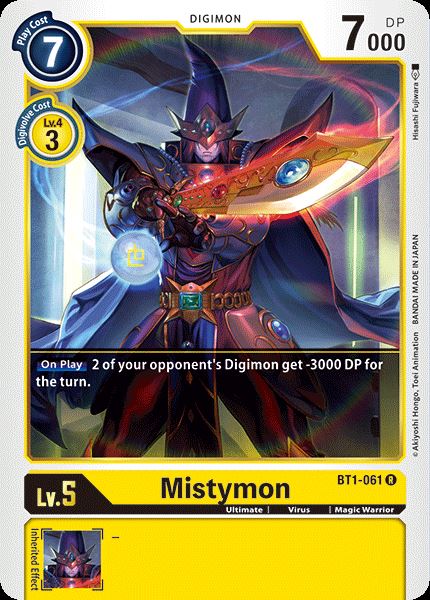 Play Cost
7
DIGIMON
DP
7000
Digivolve Cost
Lv.4
3
Hisashi Fujiwara
© Akiyoshi Hongo, Toei Animation BANDAI MADE IN JAPAN
On Play 2 of your opponent's Digimon get -3000 DP for
the turn.
BT1-061 R
Lv.5
Mistymon
Ultimate | Virus | Magic Warrior
Inherited Effect
–